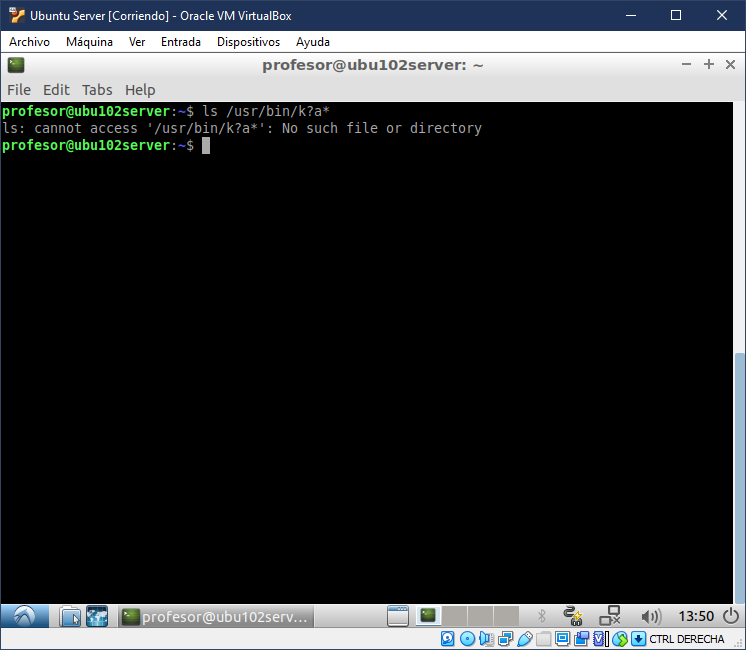 Ubuntu Server [Corriendo] - Oracle VM VirtualBox
Archivo Máquina Ver Entrada Dispositivos Ayuda
profesor@ubu102server: ~
File Edit Tabs Help
profesor@ubu102server:~$ ls /usr/bin/k?a*
ls: cannot access '/usr/bin/k?a*': No such file or directory
profesor@ubu102server:~$
profesor@ubu102serv... 13:50
CTRL DERECHA